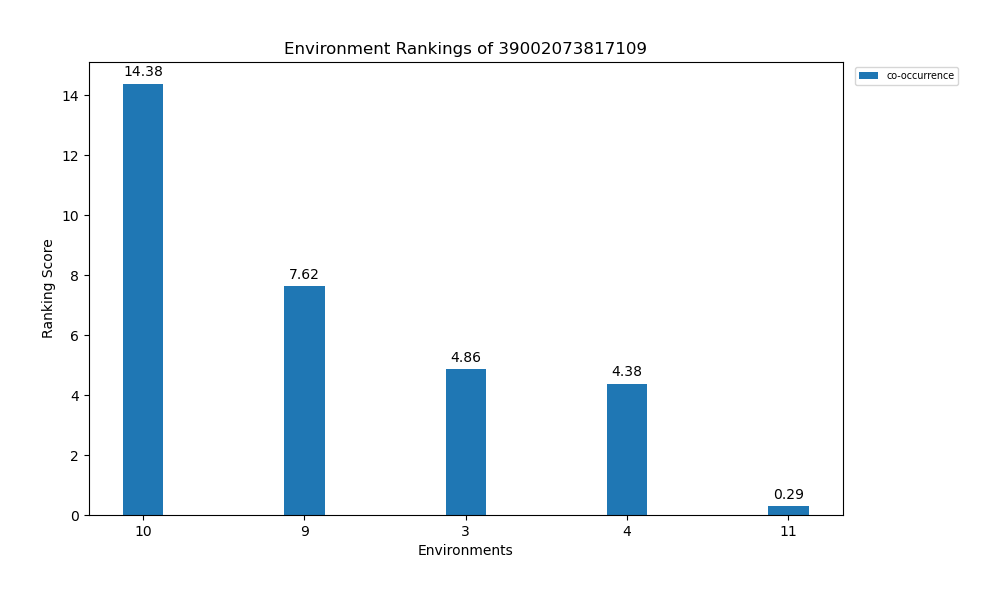 Environment Rankings of 39002073817109
co-occurrence
Ranking Score
14
12
10
8
6
4
2
0
14.38
7.62
4.86
4.38
0.29
10 9 3 4 11
Environments